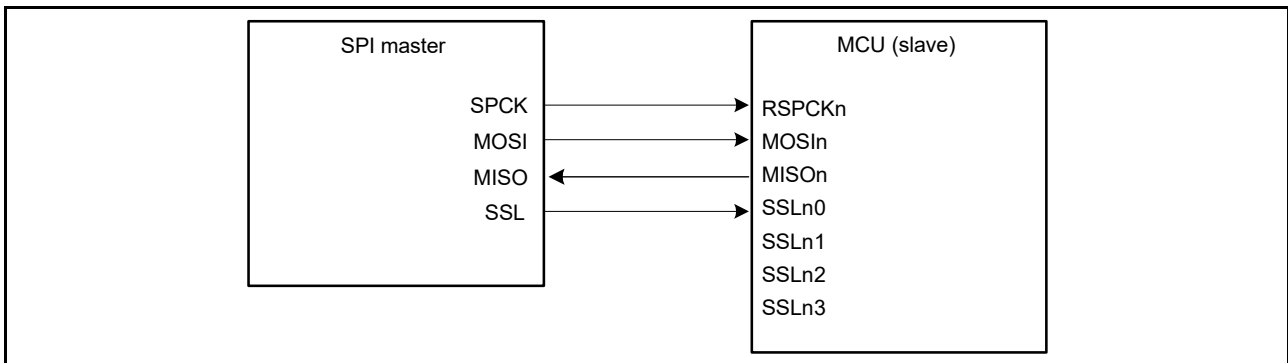 SPI master
SPCK
MOSI
MISO
SSL
MCU (slave)
RSPCKn
MOSIn
MISOn
SSLn0
SSLn1
SSLn2
SSLn3